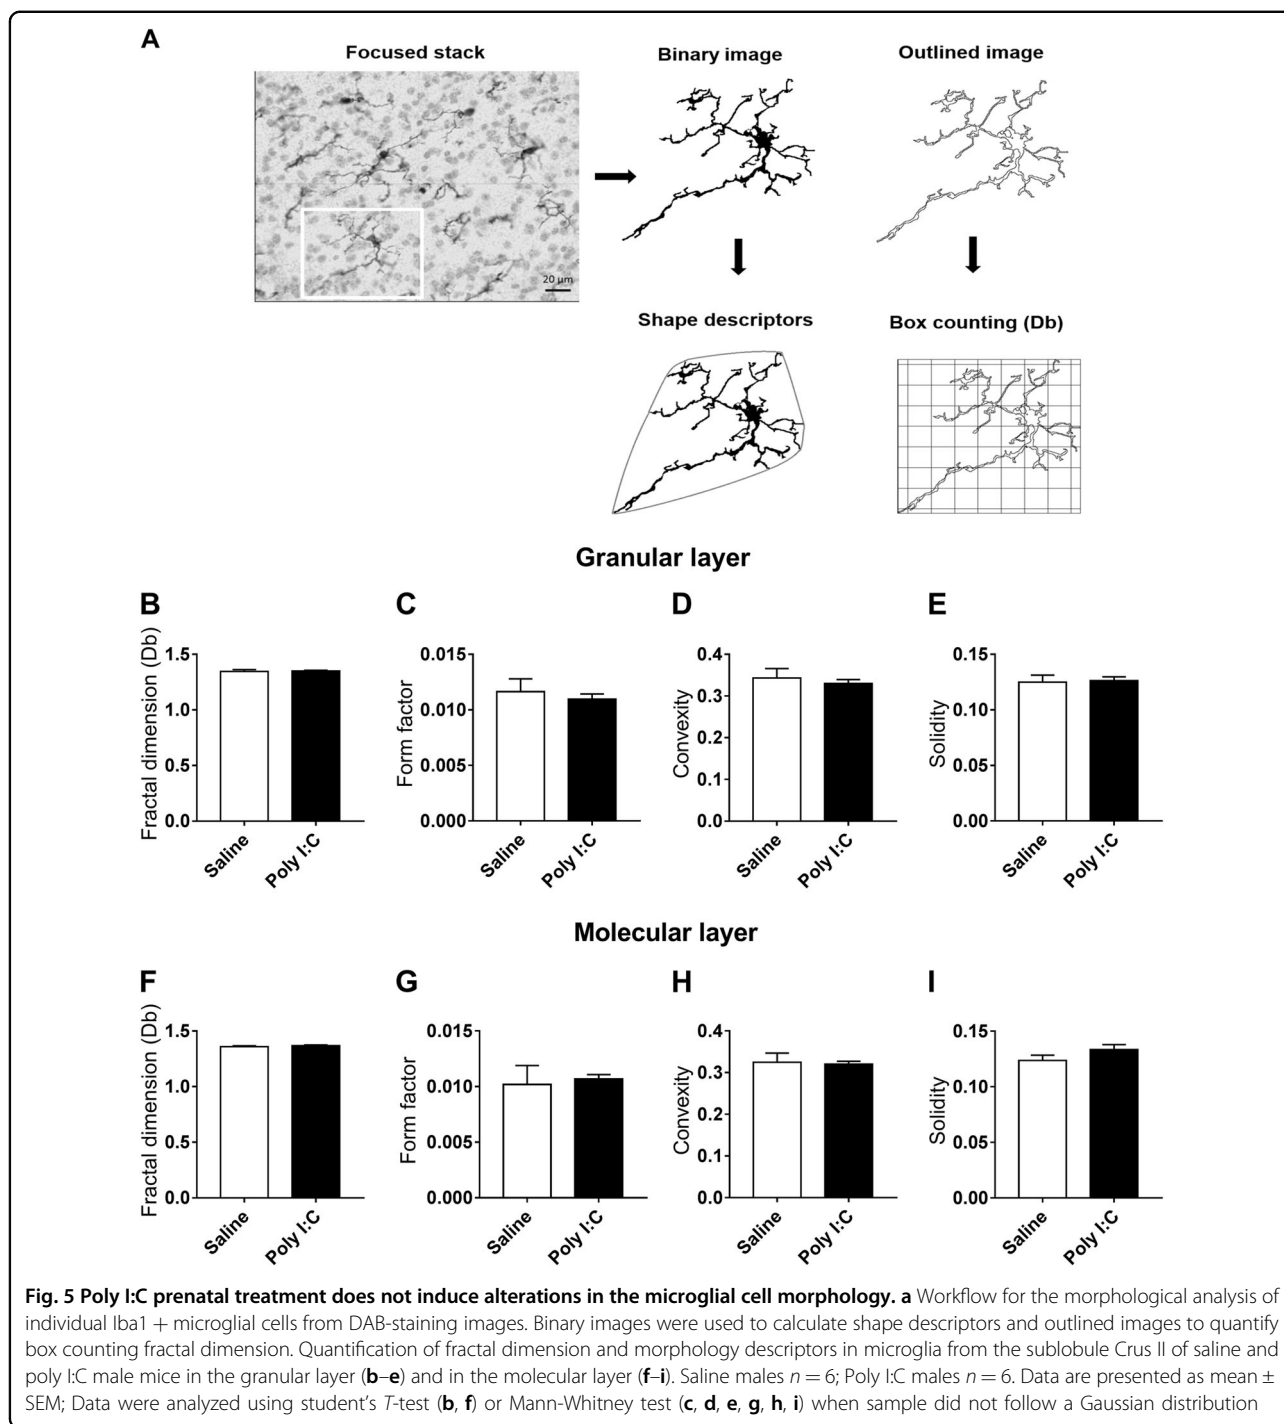 A
Focused stack
Binary image
Outlined image
20 µm
Shape descriptors
Box counting (Db)
Granular layer
B
C
D
E
Fractal dimension (Db)
1.5
1.0
0.5
0.0
Saline
Poly I:C
Form factor
0.015
0.010
0.005
0.000
Saline
Poly I:C
Convexity
0.4
0.3
0.2
0.1
0.0
Saline
Poly I:C
Solidity
0.15
0.10
0.05
0.00
Saline
Poly I:C
Molecular layer
F
G
H
I
Fractal dimension (Db)
1.5
1.0
0.5
0.0
Saline
Poly I:C
Form factor
0.015
0.010
0.005
0.000
Saline
Poly I:C
Convexity
0.4
0.3
0.2
0.1
0.0
Saline
Poly I:C
Solidity
0.15
0.10
0.05
0.00
Saline
Poly I:C
Fig. 5 Poly I:C prenatal treatment does not induce alterations in the microglial cell morphology. a Workflow for the morphological analysis of
individual Iba1 + microglial cells from DAB-staining images. Binary images were used to calculate shape descriptors and outlined images to quantify
box counting fractal dimension. Quantification of fractal dimension and morphology descriptors in microglia from the sublobule Crus II of saline and
poly I:C male mice in the granular layer (b–e) and in the molecular layer (f–i). Saline males n = 6; Poly I:C males n = 6. Data are presented as mean ±
SEM; Data were analyzed using student's T-test (b, f) or Mann-Whitney test (c, d, e, g, h, i) when sample did not follow a Gaussian distribution